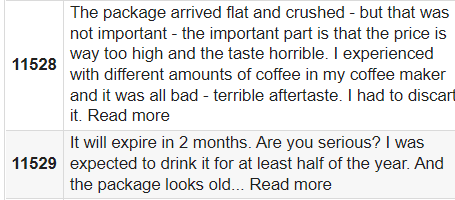 The package arrived flat and crushed - but that was
not important - the important part is that the price is
way too high and the taste horrible. I experienced
11528
with different amounts of coffee in my coffee maker
and it was all bad - terrible aftertaste. I had to discart
it. Read more
It will expire in 2 months. Are you serious? I was
11529
expected to drink it for at least half of the year. And
the package looks old... Read more